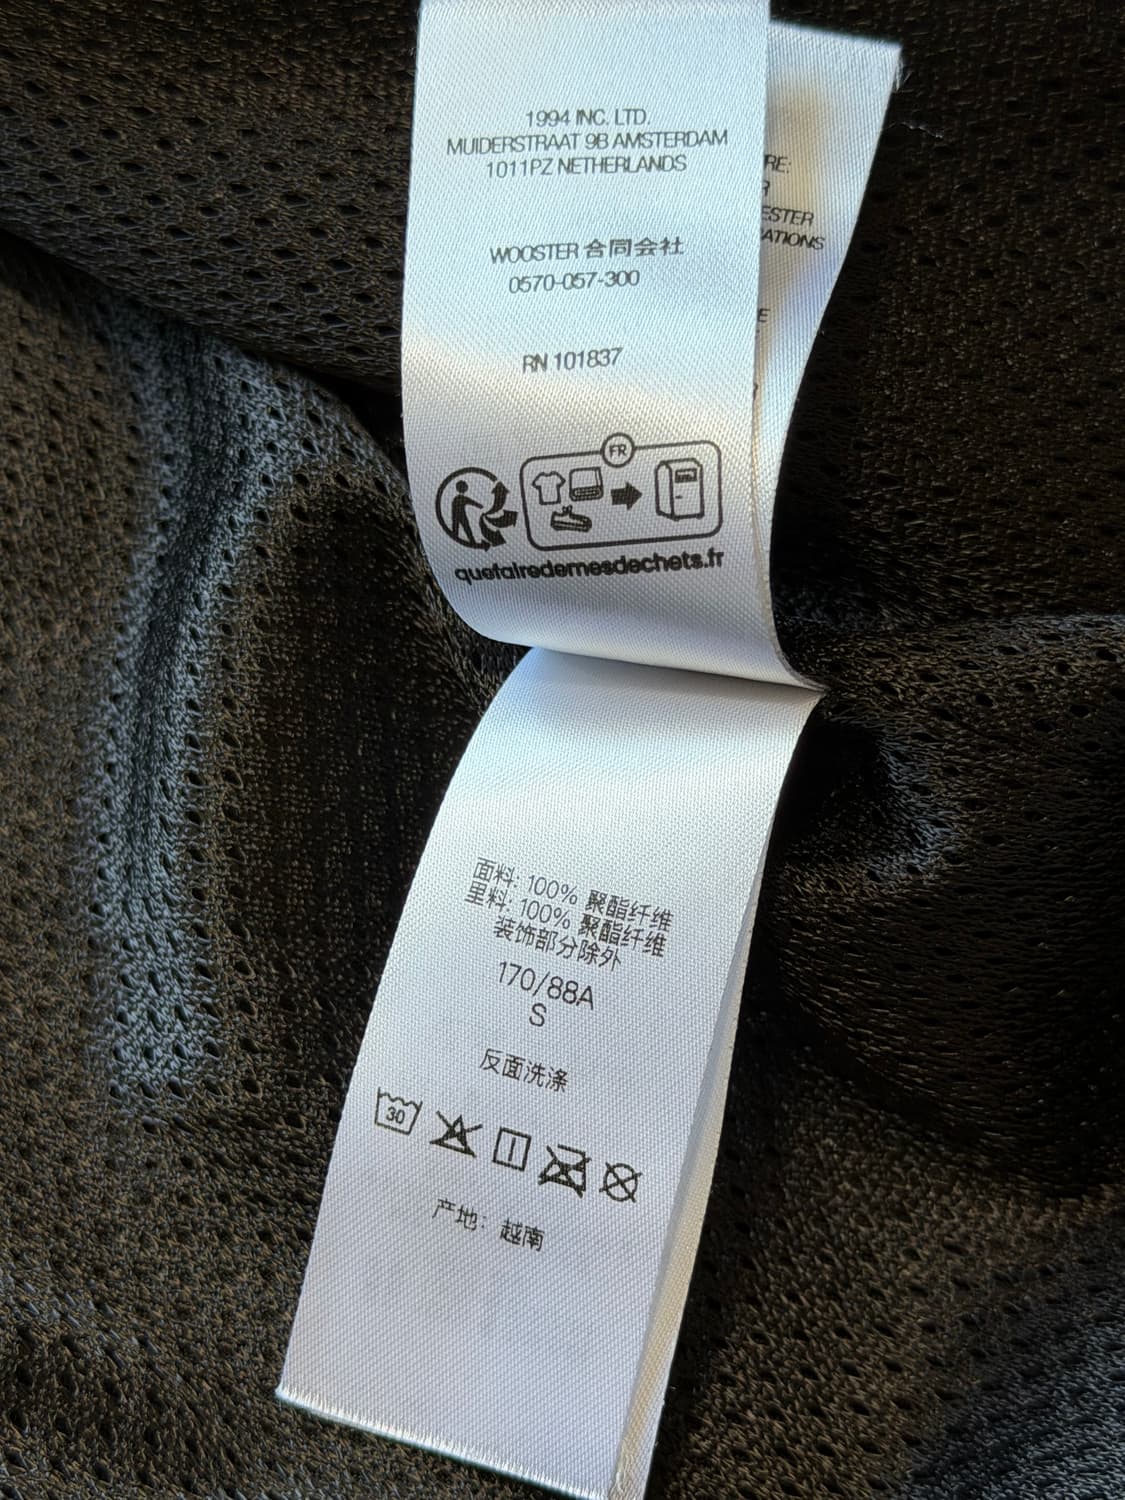 1994 INC. LTD.
MUIDERSTRAAT 9B AMSTERDAM
1011PZ NETHERLANDS
WOOSTER 合同会社
0570-057-300
RN 101837
FR
quefairedemesdechets.fr
面料: 100% 聚酯纤维
里料: 100% 聚酯纤维
装饰部分除外
170/88A
S
反面洗涤
30
产地: 越南